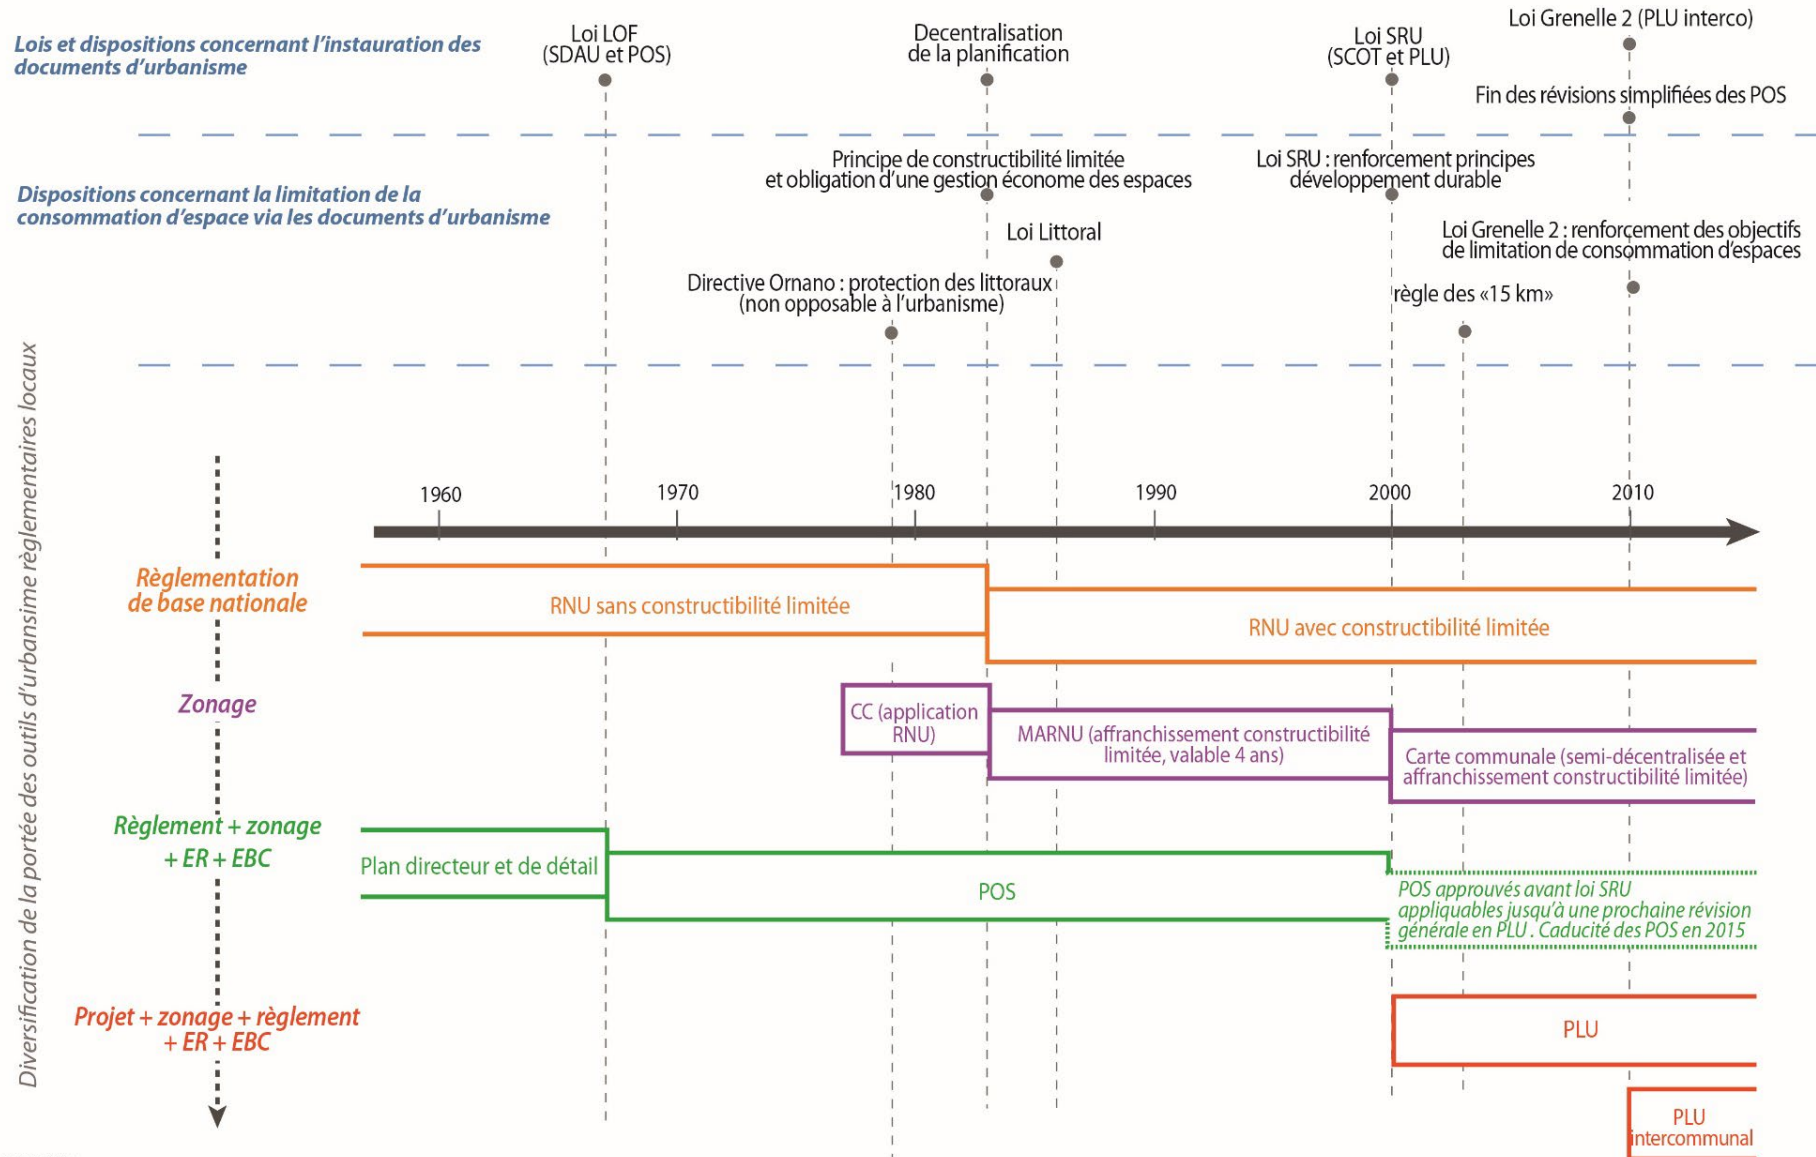 Lois et dispositions concernant l'instauration des
documents d'urbanisme
Loi LOF
(SDAU et POS)
Decentralisation
de la planification
Loi SRU
(SCOT et PLU)
Loi Grenelle 2 (PLU interco)
Fin des révisions simplifiées des POS
Dispositions concernant la limitation de la
consommation d'espace via les documents d'urbanisme
Principe de constructibilité limitée
et obligation d'une gestion économe des espaces
Loi SRU : renforcement principes
développement durable
Loi Littoral
Loi Grenelle 2 : renforcement des objectifs
de limitation de consommation d'espaces
Directive Ornano : protection des littoraux
(non opposable à l'urbanisme)
règle des «15 km»
Diversification de la portée des outils d'urbansime règlementaires locaux
1960
1970
1980
1990
2000
2010
Règlementation
de base nationale
RNU sans constructibilité limitée
RNU avec constructibilité limitée
Zonage
CC (application
RNU)
MARNU (affranchissement constructibilité
limitée, valable 4 ans)
Carte communale (semi-décentralisée et
affranchissement constructibilité limitée)
Règlement + zonage
+ ER + EBC
Plan directeur et de détail
POS
POS approuvés avant loi SRU
appliquables jusqu'à une prochaine révision
générale en PLU . Caducité des POS en 2015
Projet + zonage + règlement
+ ER + EBC
PLU
PLU
intercommunal